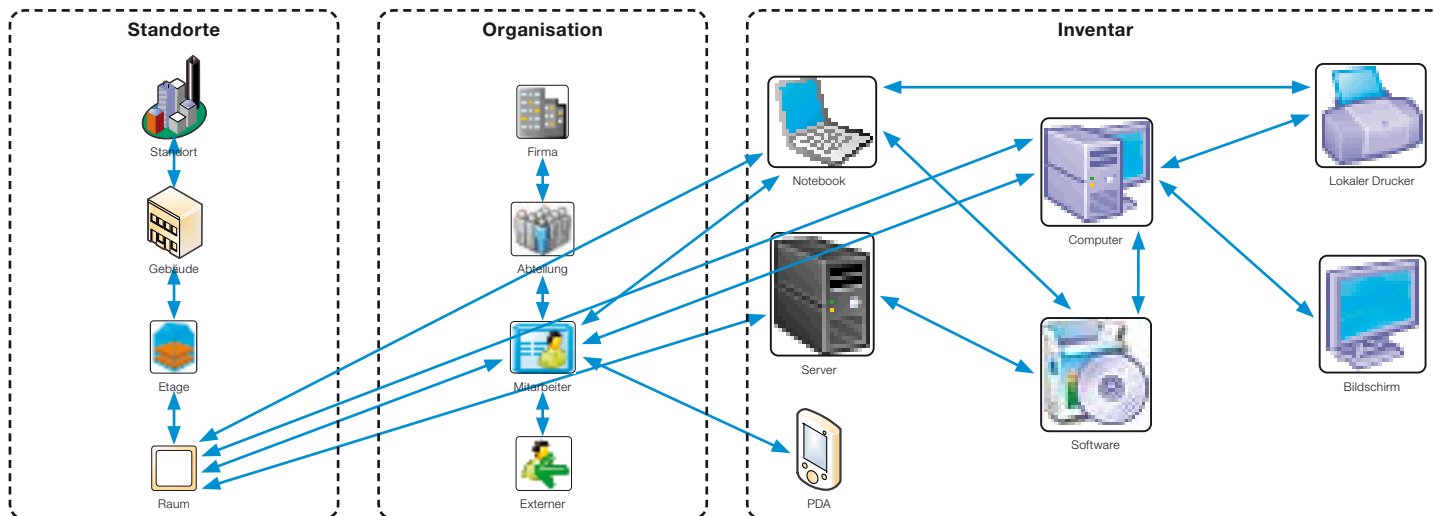 Standorte
Standort
Gebäude
Etage
Raum
Organisation
Firma
Abteilung
Mitarbeiter
Externer
Inventar
Notebook
Lokaler Drucker
Computer
Server
Bildschirm
Software
PDA